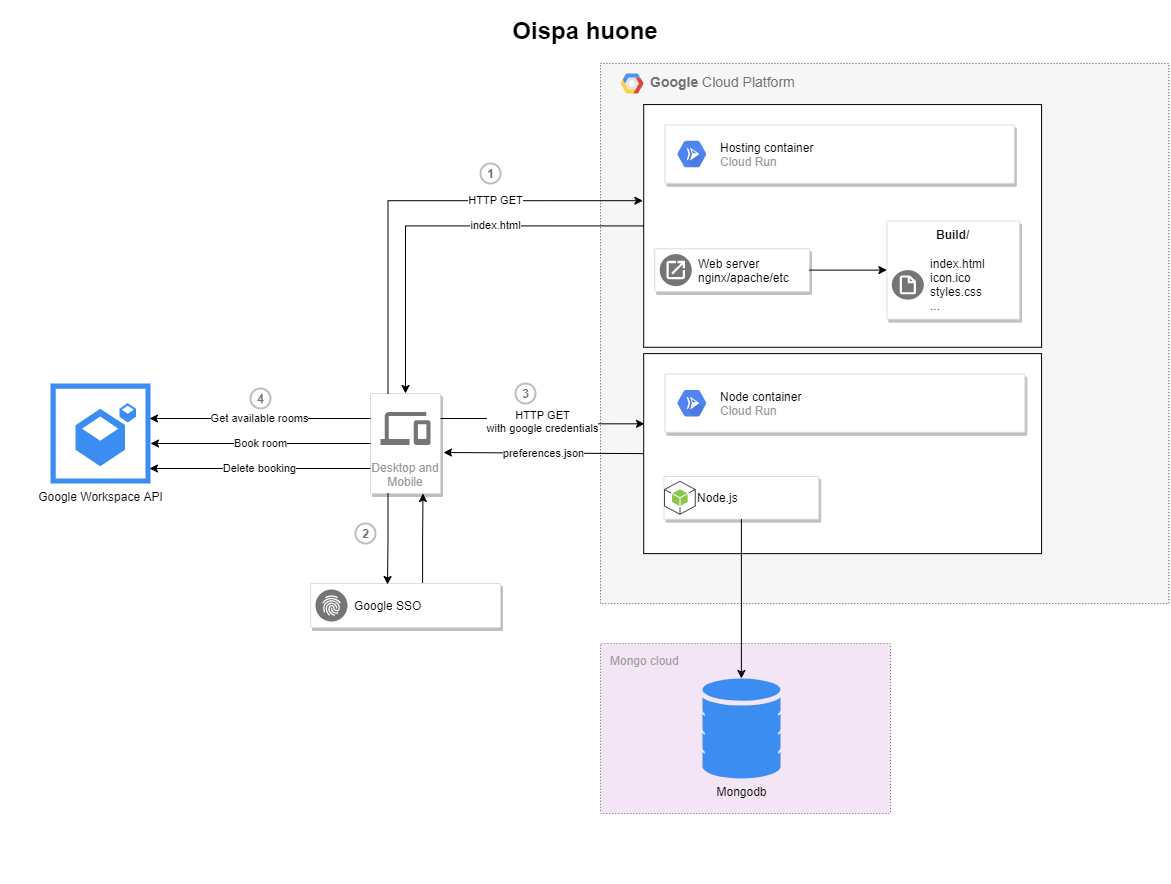 Oispa huone
Google Cloud Platform
Hosting container
Cloud Run
1
HTTP GET
index.html
Web server
nginx/apache/etc
Build/
index.html
icon.ico
styles.css
...
Node container
Cloud Run
3
HTTP GET
with google credentials
preferences.json
4
Get available rooms
Book room
Delete booking
Google Workspace API
Desktop and
Mobile
Node.js
2
Google SSO
Mongo cloud
Mongodb